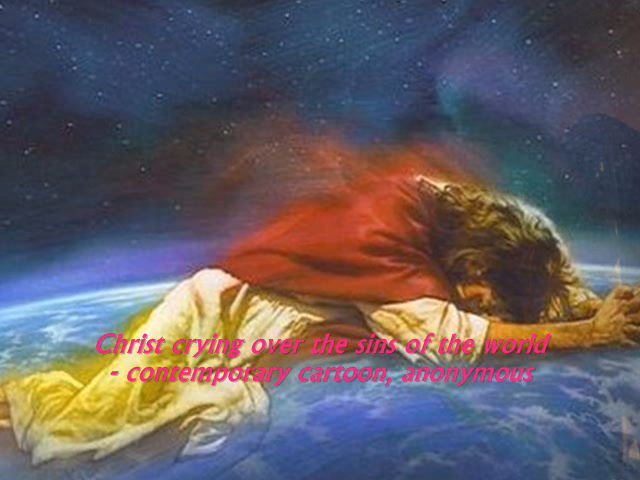 Christ crying over the sins of the world
- contemporary cartoon, anonymous